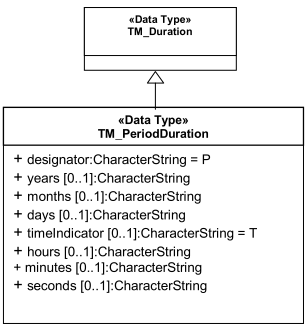 «Data Type»
TM_Duration
«Data Type»
TM_PeriodDuration
+ designator:CharacterString = P
+ years [0..1]:CharacterString
+ months [0..1]:CharacterString
+ days [0..1]:CharacterString
+ timeIndicator [0..1]:CharacterString = T
+ hours [0..1]:CharacterString
+ minutes [0..1]:CharacterString
+ seconds [0..1]:CharacterString